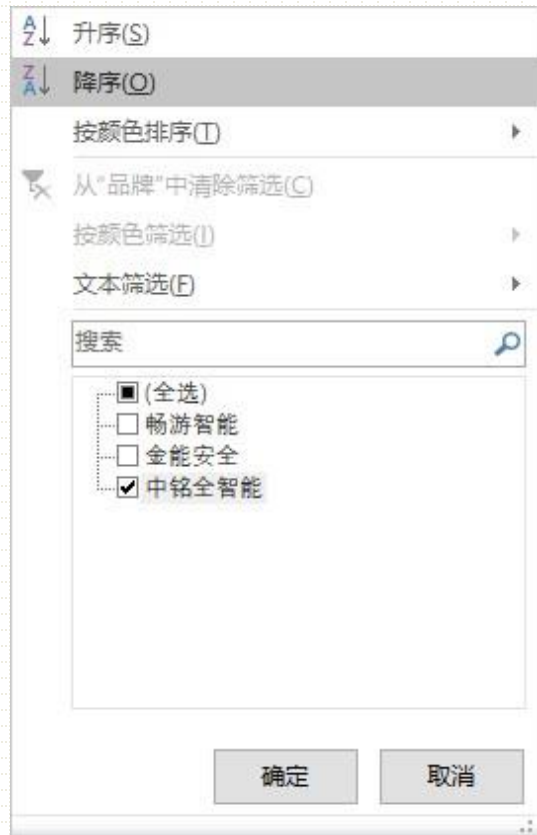 升序(S)
降序(O)
按颜色排序(T)
从"品牌"中清除筛选(C)
按颜色筛选(I)
文本筛选(F)
搜索
(全选)
畅游智能
金能安全
中铭全智能
确定
取消